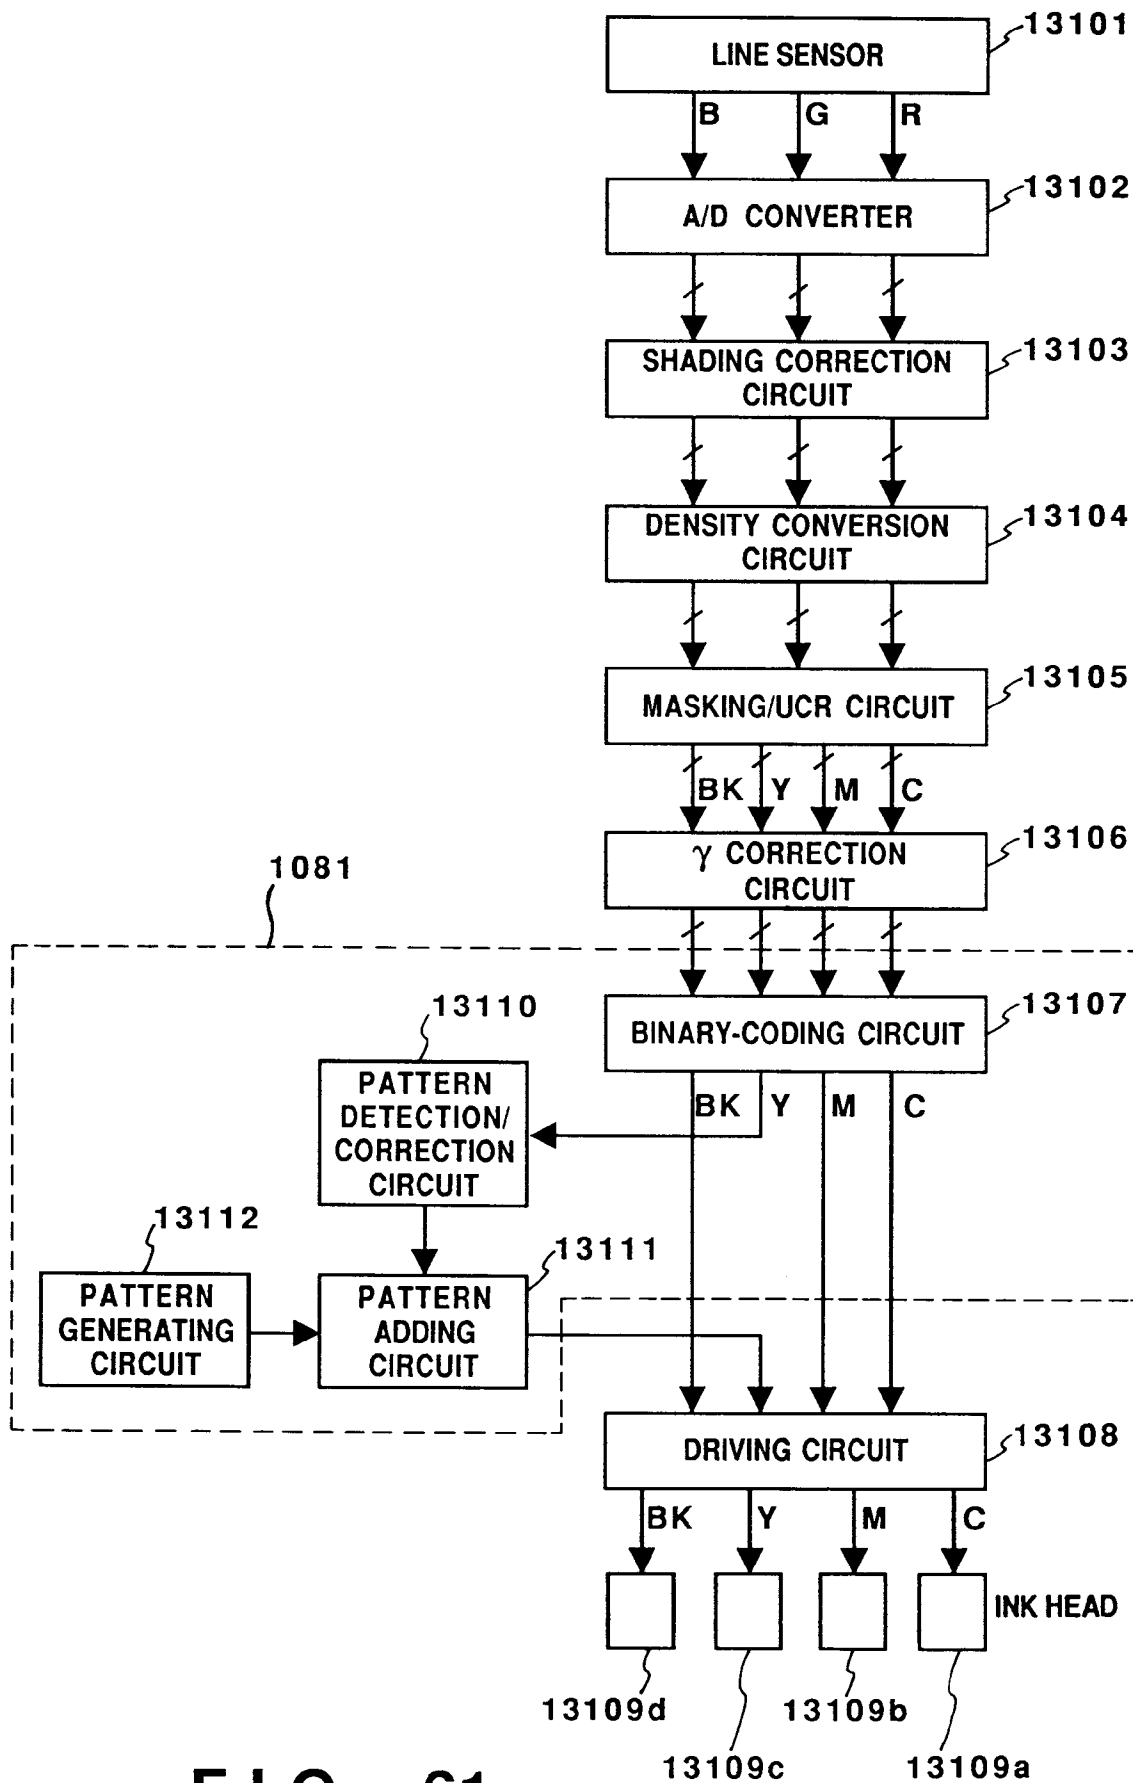 13101
LINE SENSOR
B G R
13102
A/D CONVERTER
13103
SHADING CORRECTION
CIRCUIT
13104
DENSITY CONVERSION
CIRCUIT
13105
MASKING/UCR CIRCUIT
BK Y M C
13106
γ CORRECTION
CIRCUIT
1081
13107
BINARY-CODING CIRCUIT
13110
PATTERN
DETECTION/
CORRECTION
CIRCUIT
BK Y M C
13112
PATTERN
GENERATING
CIRCUIT
13111
PATTERN
ADDING
CIRCUIT
13108
DRIVING CIRCUIT
BK Y M C
INK HEAD
13109d
13109b
13109c
13109a
FIG. 61